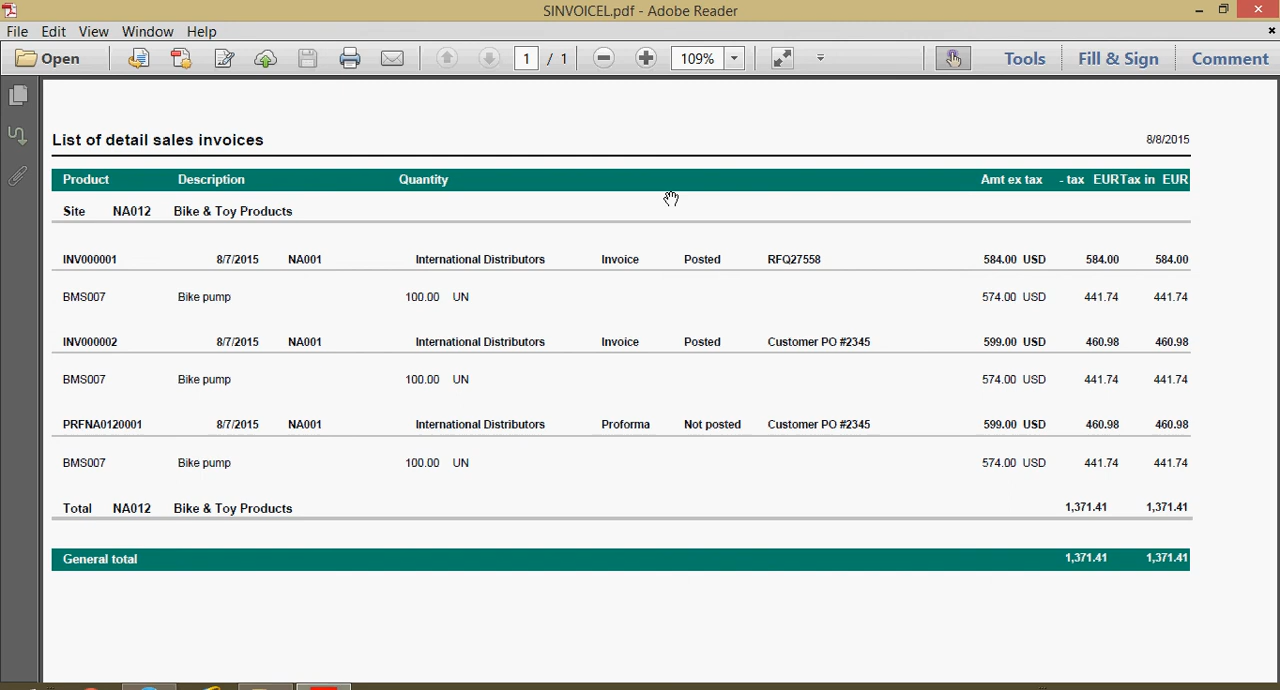 SINVOICEL.pdf - Adobe Reader
File Edit View Window Help
Open 1 / 1 109% Tools Fill & Sign Comment
List of detail sales invoices 8/8/2015
Product Description Quantity Amt ex tax - tax EURTax in EUR
Site NA012 Bike & Toy Products
INV000001 8/7/2015 NA001 International Distributors Invoice Posted RFQ27558 584.00 USD 584.00 584.00
BMS007 Bike pump 100.00 UN 574.00 USD 441.74 441.74
INV000002 8/7/2015 NA001 International Distributors Invoice Posted Customer PO #2345 599.00 USD 460.98 460.98
BMS007 Bike pump 100.00 UN 574.00 USD 441.74 441.74
PRFNA0120001 8/7/2015 NA001 International Distributors Proforma Not posted Customer PO #2345 599.00 USD 460.98 460.98
BMS007 Bike pump 100.00 UN 574.00 USD 441.74 441.74
Total NA012 Bike & Toy Products 1,371.41 1,371.41
General total 1,371.41 1,371.41